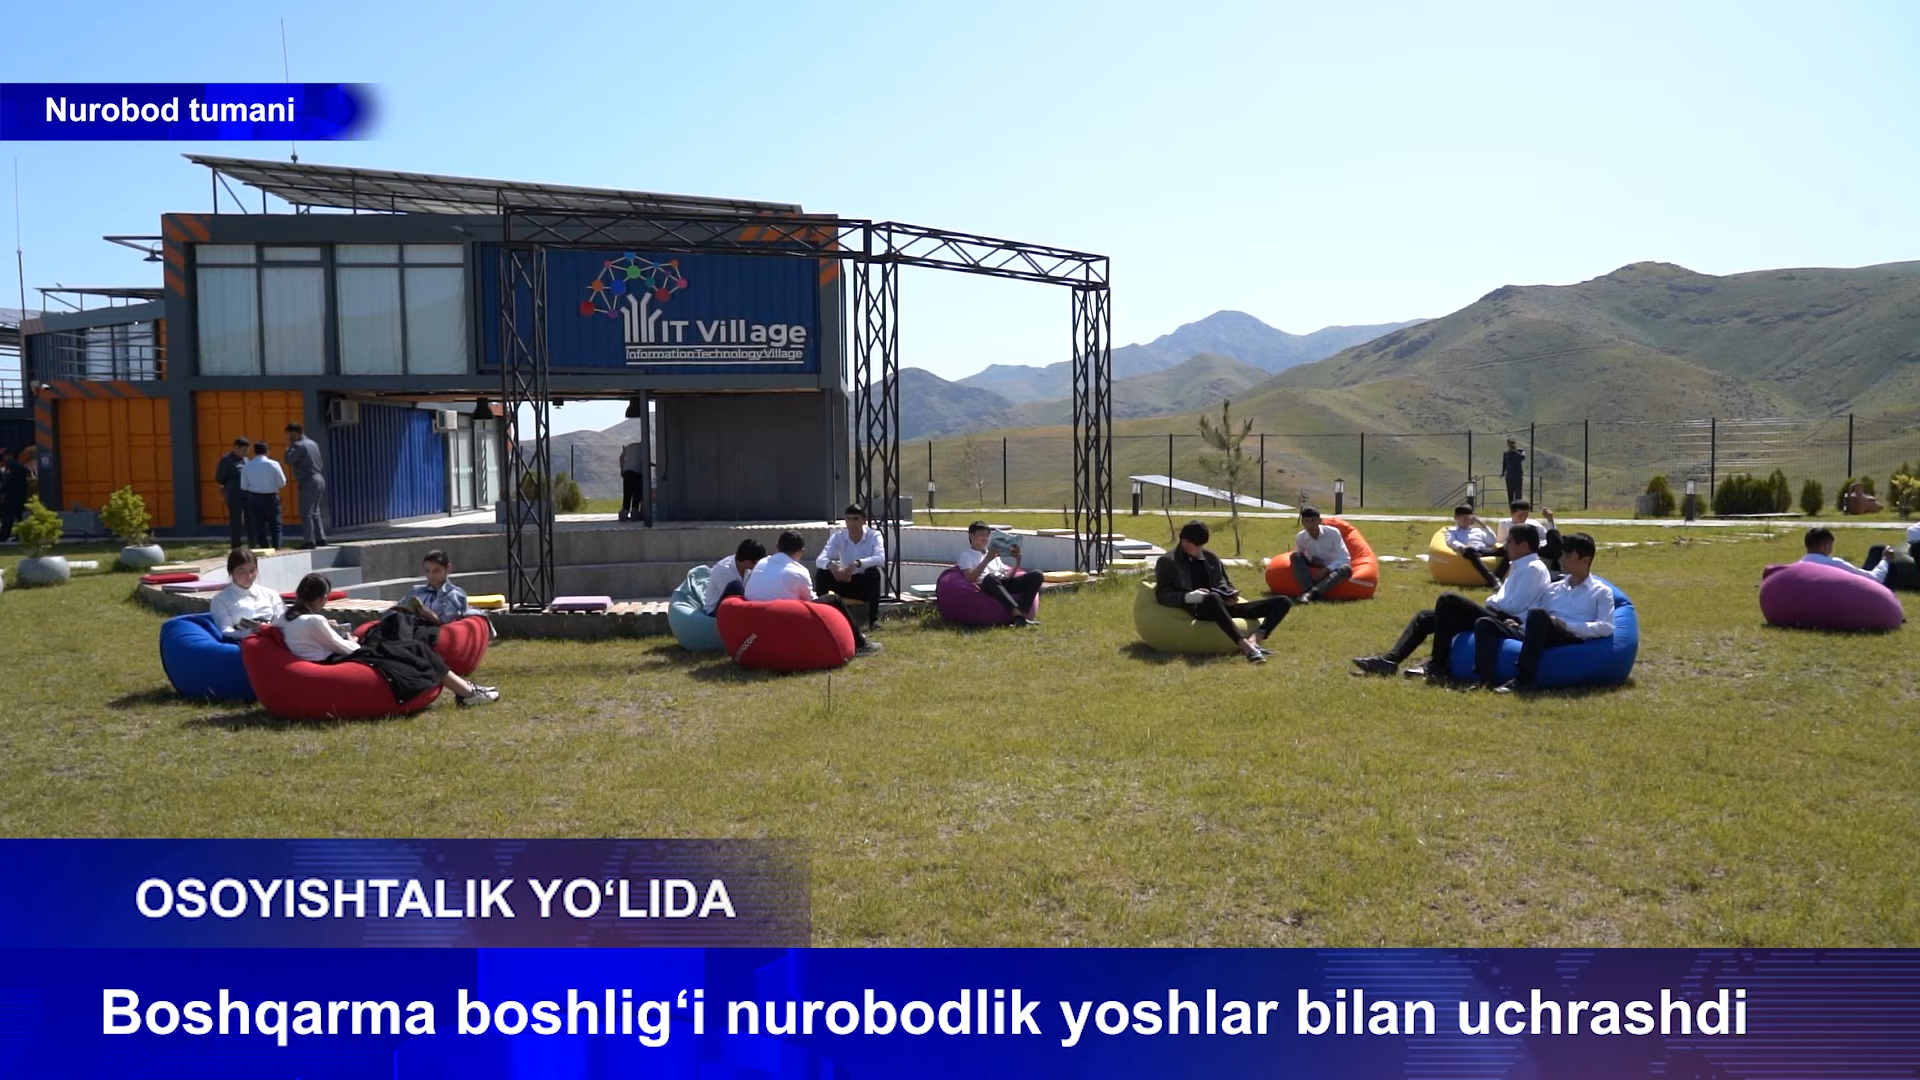 Nurobod tumani
IT Village
Information Technology Village
OSOYISHTALIK YO‘LIDA
Boshqarma boshlig‘i nurobodlik yoshlar bilan uchrashdi